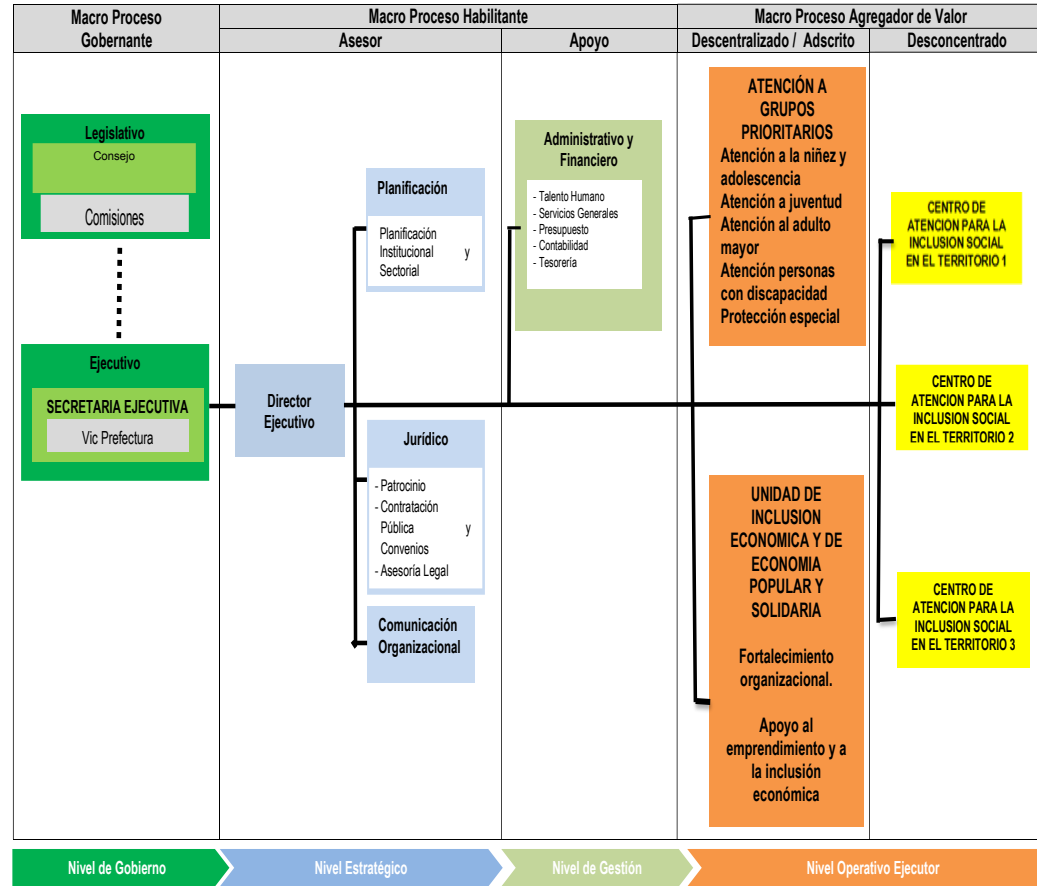 Macro Proceso
Gobernante
Macro Proceso Habilitante
Macro Proceso Agregador de Valor
Asesor
Apoyo
Descentralizado / Adscrito
Desconcentrado
Legislativo
Consejo
Comisiones
Ejecutivo
SECRETARIA EJECUTIVA
Vic Prefectura
Director
Ejecutivo
Planificación
Planificación
Institucional y
Sectorial
Jurídico
- Patrocinio
- Contratación
Pública y
Convenios
- Asesoría Legal
Comunicación
Organizacional
Administrativo y
Financiero
- Talento Humano
- Servicios Generales
- Presupuesto
- Contabilidad
- Tesorería
ATENCIÓN A
GRUPOS
PRIORITARIOS
Atención a la niñez y
adolescencia
Atención a juventud
Atención al adulto
mayor
Atención personas
con discapacidad
Protección especial
UNIDAD DE
INCLUSION
ECONOMICA Y DE
ECONOMIA
POPULAR Y
SOLIDARIA
Fortalecimiento
organizacional.
Apoyo al
emprendimiento y a
la inclusión
económica
CENTRO DE
ATENCION PARA LA
INCLUSION SOCIAL
EN EL TERRITORIO 1
CENTRO DE
ATENCION PARA LA
INCLUSION SOCIAL
EN EL TERRITORIO 2
CENTRO DE
ATENCION PARA LA
INCLUSION SOCIAL
EN EL TERRITORIO 3
Nivel de Gobierno
Nivel Estratégico
Nivel de Gestión
Nivel Operativo Ejecutor